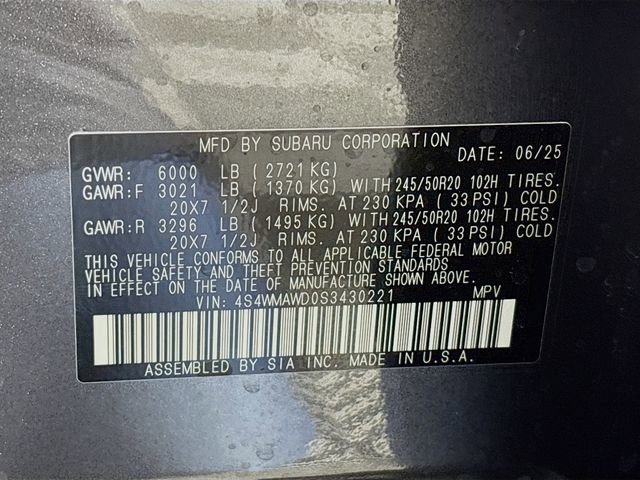 MFD BY SUBARU CORPORATION
DATE: 06/25
GVWR: 6000 LB ( 2721 KG)
GAWR:F 3021 LB ( 1370 KG) WITH 245/50R20 102H TIRES.
20X7 1/2J RIMS. AT 230 KPA ( 33 PSI) COLD
GAWR:R 3296 LB ( 1495 KG) WITH 245/50R20 102H TIRES.
20X7 1/2J RIMS. AT 230 KPA ( 33 PSI) COLD
THIS VEHICLE CONFORMS TO ALL APPLICABLE FEDERAL MOTOR
VEHICLE SAFETY AND THEFT PREVENTION STANDARDS
IN EFFECT ON THE DATE OF MANUFACTURE SHOWN ABOVE.
VIN: 4S4WMAWD0S3430221 MPV
ASSEMBLED BY SIA INC. MADE IN U.S.A.